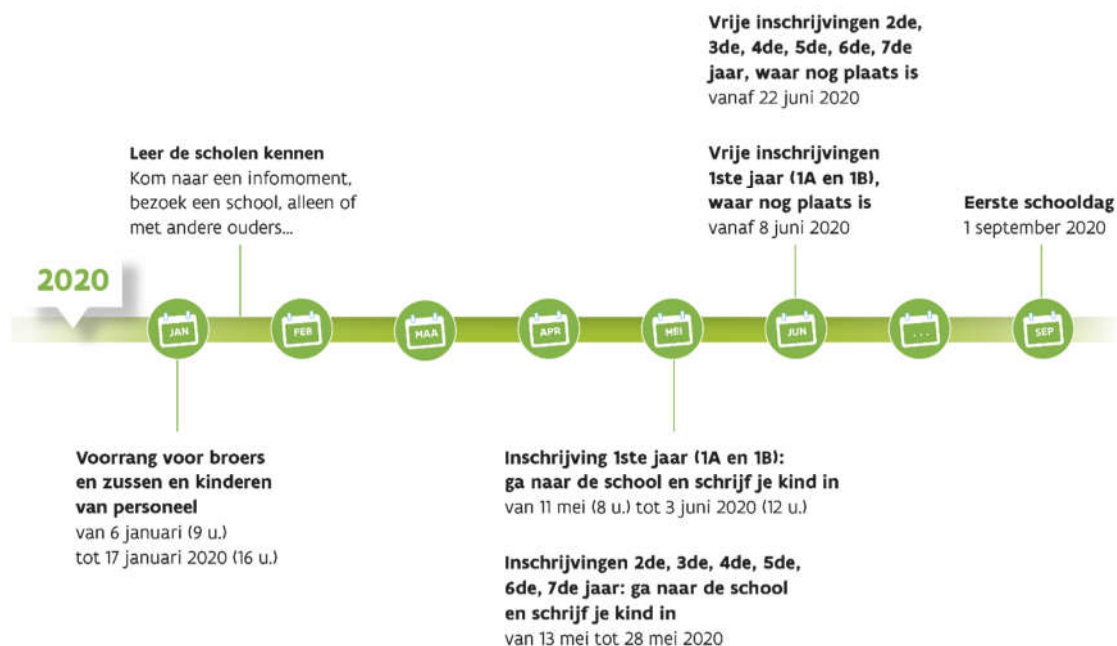 Vrije inschrijvingen 2de,
3de, 4de, 5de, 6de, 7de
jaar, waar nog plaats is
vanaf 22 juni 2020
Leer de scholen kennen
Kom naar een infomoment,
bezoek een school, alleen of
met andere ouders...
Vrije inschrijvingen
1ste jaar (1A en 1B),
waar nog plaats is
vanaf 8 juni 2020
Eerste schooldag
1 september 2020
2020
JAN
FEB
MAA
APR
MEI
JUN
...
SEP
Voorrang voor broers
en zussen en kinderen
van personeel
van 6 januari (9 u.)
tot 17 januari 2020 (16 u.)
Inschrijving 1ste jaar (1A en 1B):
ga naar de school en schrijf je kind in
van 11 mei (8 u.) tot 3 juni 2020 (12 u.)
Inschrijvingen 2de, 3de, 4de, 5de,
6de, 7de jaar: ga naar de school
en schrijf je kind in
van 13 mei tot 28 mei 2020